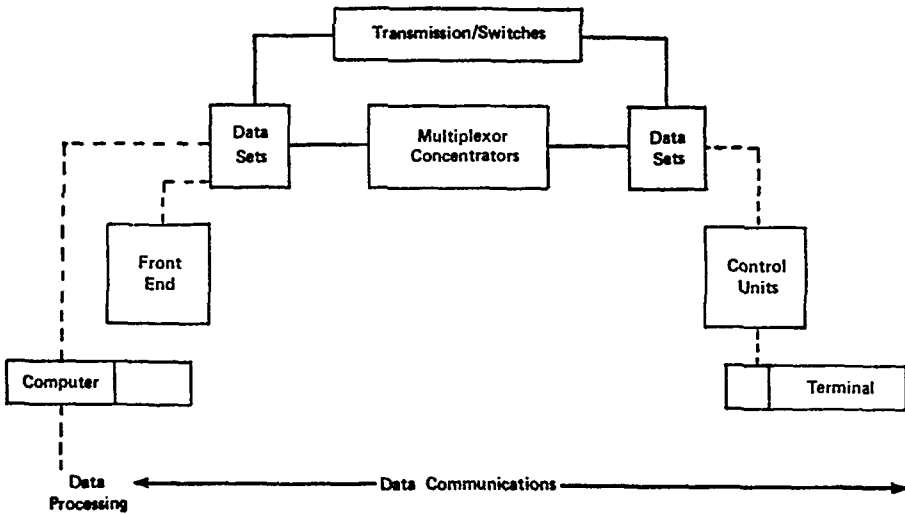 Transmission/Switches
Data
Sets
Multiplexor
Concentrators
Data
Sets
Front
End
Control
Units
Computer
Terminal
Data
Processing
Data Communications